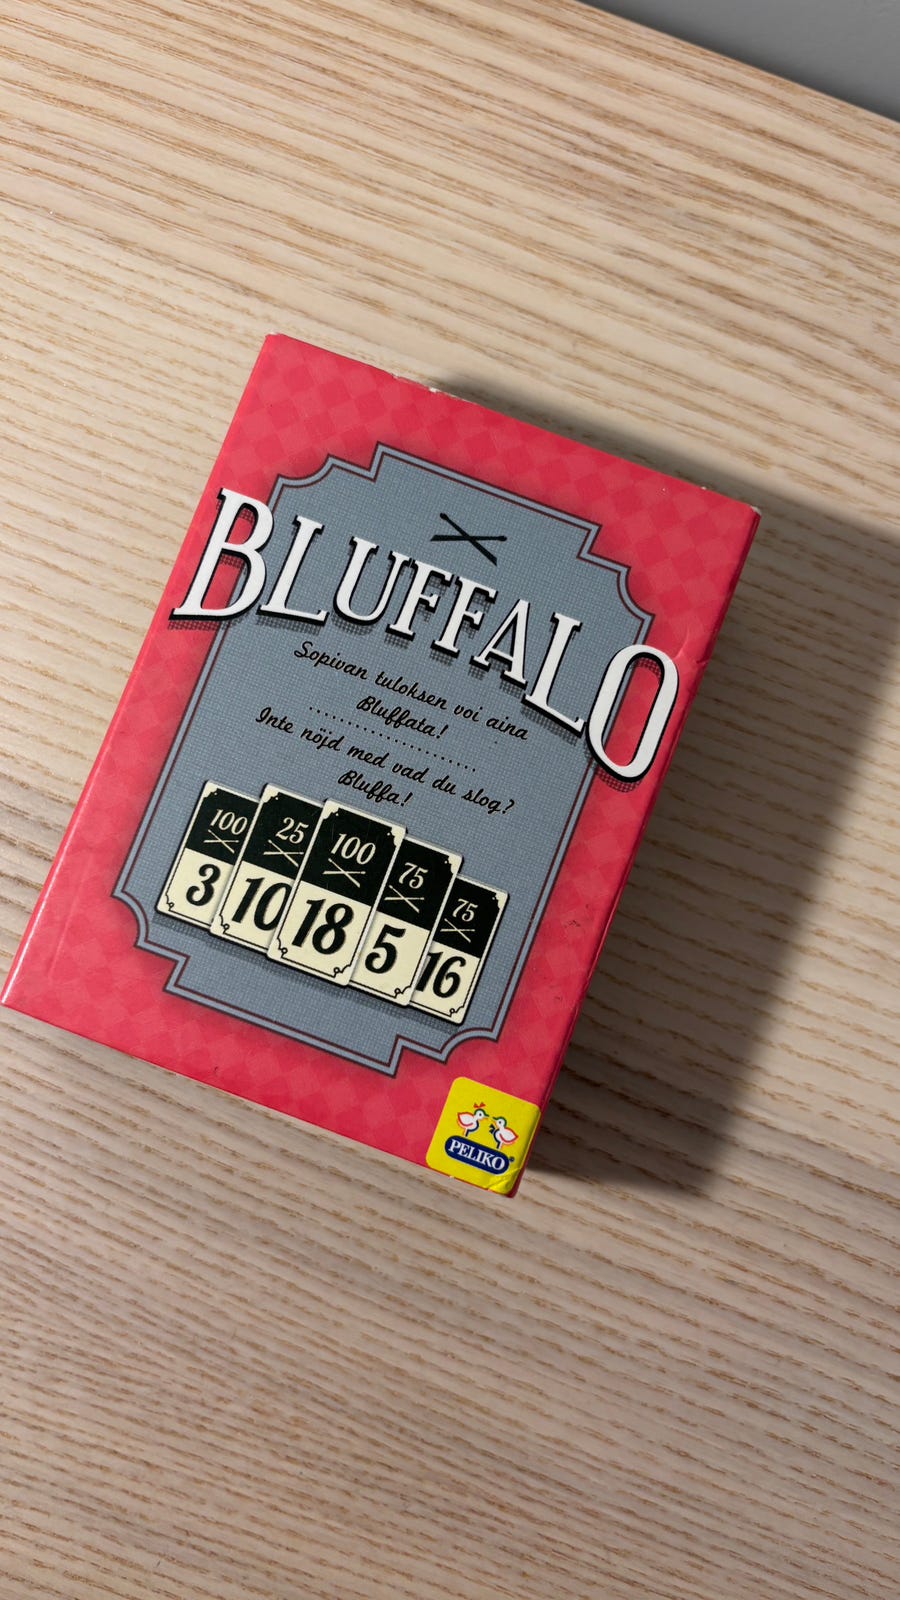 BLUFFALO
Sopivan tuloksen voi aina
Bluffata!
Inte nöjd med vad du slog?
Bluffa!
100 25 100 75 75
3 10 18 5 16
PELIKO